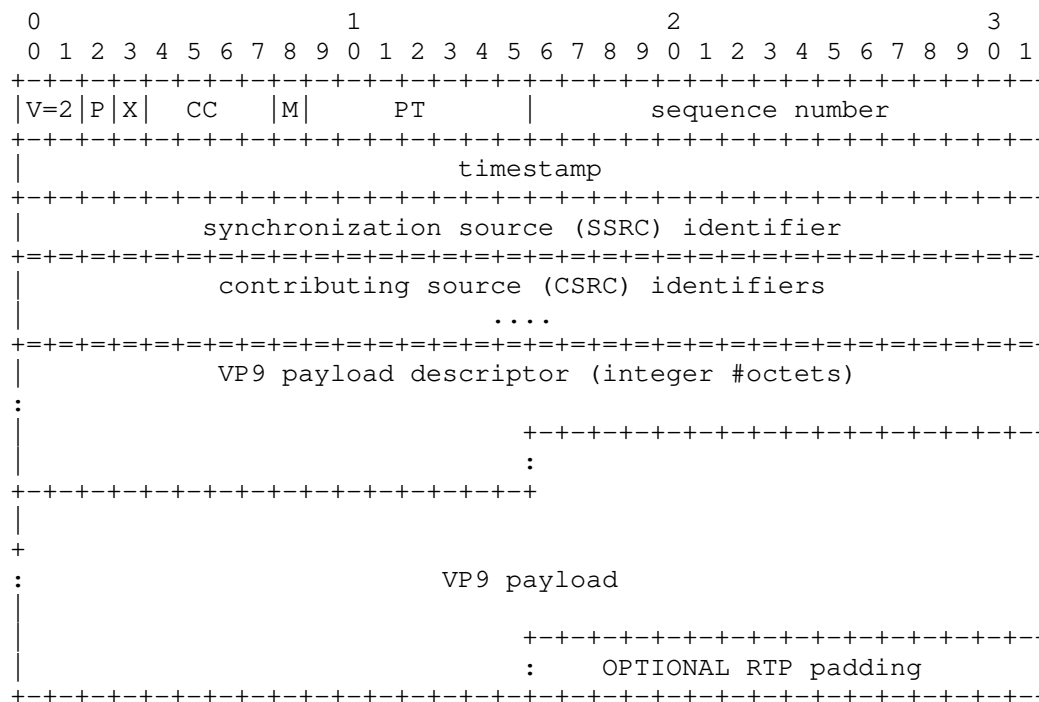 0                   1                   2                   3
 0 1 2 3 4 5 6 7 8 9 0 1 2 3 4 5 6 7 8 9 0 1 2 3 4 5 6 7 8 9 0 1
+-+-+-+-+-+-+-+-+-+-+-+-+-+-+-+-+-+-+-+-+-+-+-+-+-+-+-+-+-+-+-+-+
|V=2|P|X|  CC   |M|     PT      |       sequence number
+-+-+-+-+-+-+-+-+-+-+-+-+-+-+-+-+-+-+-+-+-+-+-+-+-+-+-+-+-+-+-+-+
|                           timestamp
+-+-+-+-+-+-+-+-+-+-+-+-+-+-+-+-+-+-+-+-+-+-+-+-+-+-+-+-+-+-+-+-+
|           synchronization source (SSRC) identifier
+=+=+=+=+=+=+=+=+=+=+=+=+=+=+=+=+=+=+=+=+=+=+=+=+=+=+=+=+=+=+=+=+
|            contributing source (CSRC) identifiers
|                             ....
+=+=+=+=+=+=+=+=+=+=+=+=+=+=+=+=+=+=+=+=+=+=+=+=+=+=+=+=+=+=+=+=+
|            VP9 payload descriptor (integer #octets)
:
|                               +-+-+-+-+-+-+-+-+-+-+-+-+-+-+-+-+
|                               :
+-+-+-+-+-+-+-+-+-+-+-+-+-+-+-+-+
|
+
:                          VP9 payload
|
|                               +-+-+-+-+-+-+-+-+-+-+-+-+-+-+-+-+
|                               :    OPTIONAL RTP padding
+-+-+-+-+-+-+-+-+-+-+-+-+-+-+-+-+-+-+-+-+-+-+-+-+-+-+-+-+-+-+-+-+